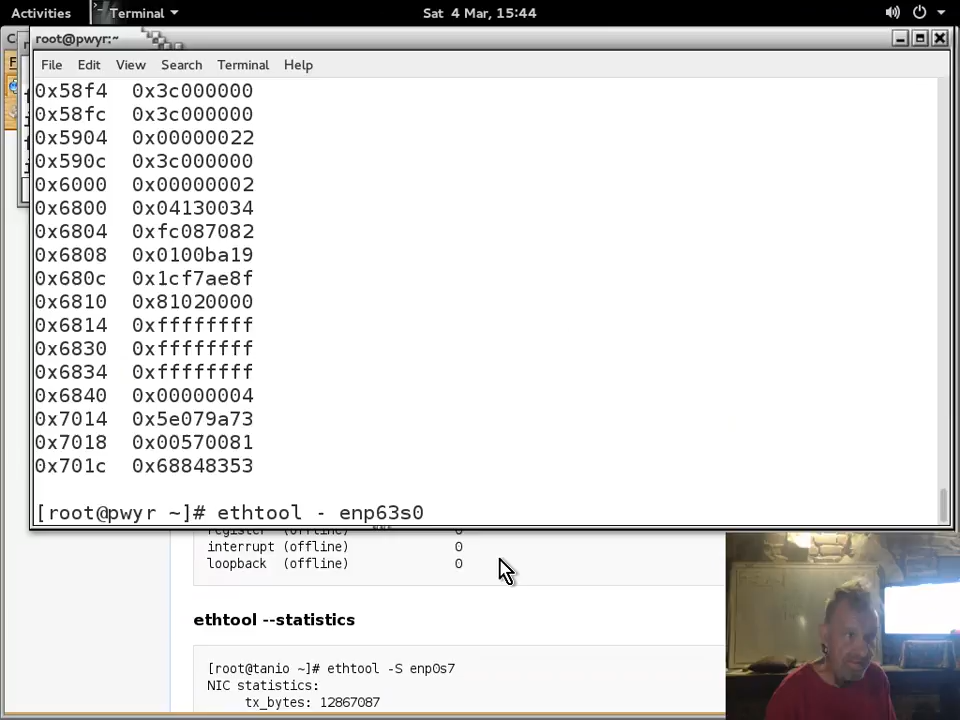 Activities
Terminal
Sat 4 Mar, 15:44
root@pwyr:~
File Edit View Search Terminal Help
0x58f4 0x3c000000
0x58fc 0x3c000000
0x5904 0x00000022
0x590c 0x3c000000
0x6000 0x00000002
0x6800 0x04130034
0x6804 0xfc087082
0x6808 0x0100ba19
0x680c 0x1cf7ae8f
0x6810 0x81020000
0x6814 0xffffffff
0x6830 0xffffffff
0x6834 0xffffffff
0x6840 0x00000004
0x7014 0x5e079a73
0x7018 0x00570081
0x701c 0x68848353
[root@pwyr ~]# ethtool - enp63s0
register (offline) 0
interrupt (offline) 0
loopback (offline) 0
ethtool --statistics
[root@tanio ~]# ethtool -S enp0s7
NIC statistics:
tx_bytes: 12867087